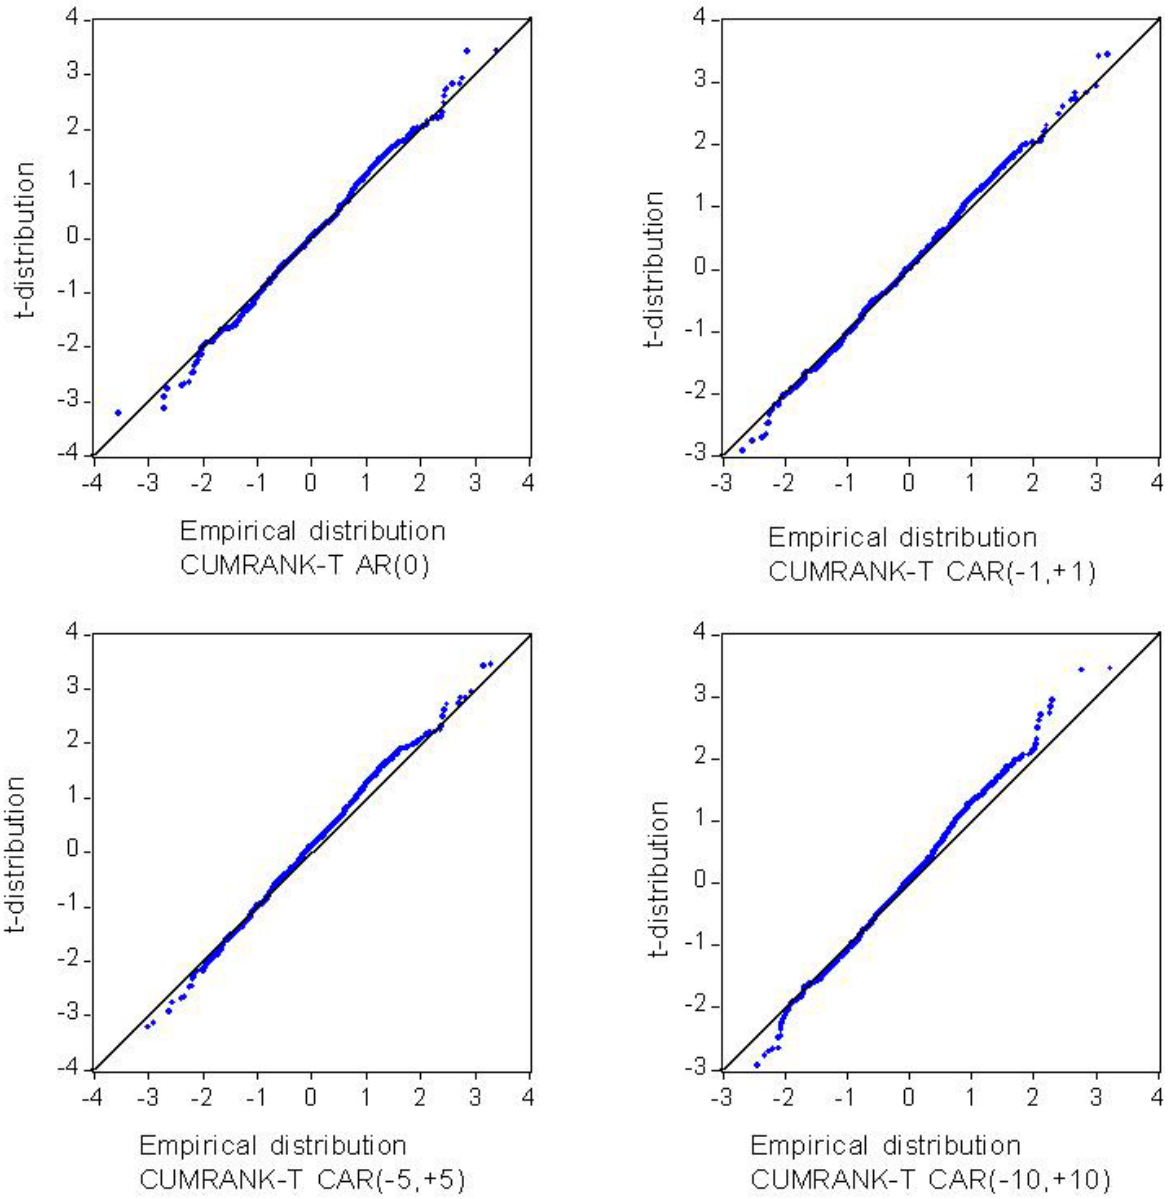 4
3
2
1
0
-1
-2
-3
-4
t-distribution
-4 -3 -2 -1 0 1 2 3 4
Empirical distribution
CUMRANK-T AR(0)
4
3
2
1
0
-1
-2
-3
t-distribution
-3 -2 -1 0 1 2 3 4
Empirical distribution
CUMRANK-T CAR(-1,+1)
4
3
2
1
0
-1
-2
-3
-4
t-distribution
-4 -3 -2 -1 0 1 2 3 4
Empirical distribution
CUMRANK-T CAR(-5,+5)
4
3
2
1
0
-1
-2
-3
t-distribution
-3 -2 -1 0 1 2 3 4
Empirical distribution
CUMRANK-T CAR(-10,+10)